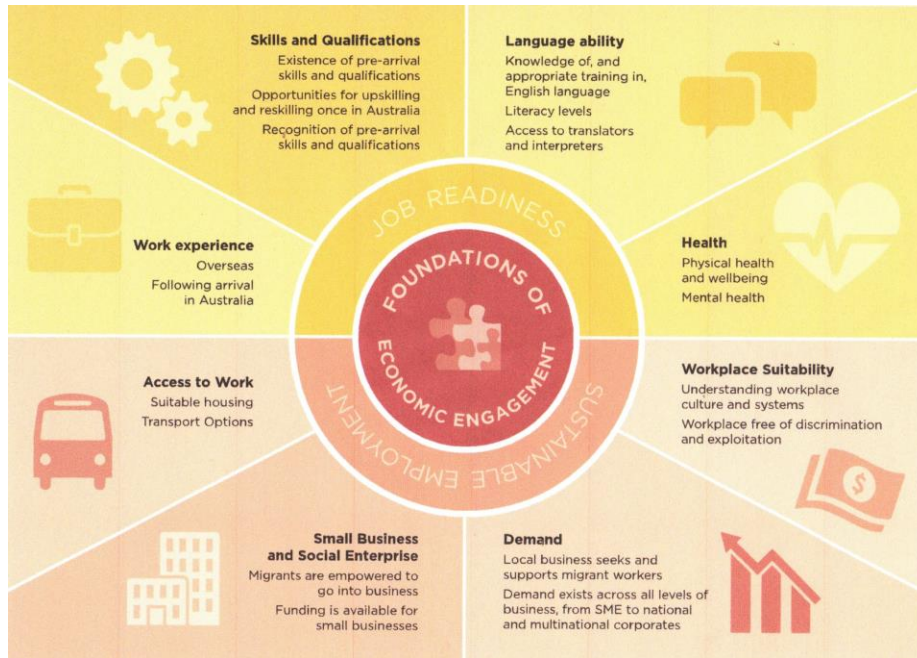 Skills and Qualifications
Existence of pre-arrival
skills and qualifications
Opportunities for upskilling
and reskilling once in Australia
Recognition of pre-arrival
skills and qualifications
Language ability
Knowledge of, and
appropriate training in,
English language
Literacy levels
Access to translators
and interpreters
Work experience
Overseas
Following arrival
in Australia
JOB READINESS
FOUNDATIONS OF
ECONOMIC ENGAGEMENT
SUSTAINABLE EMPLOYMENT
Health
Physical health
and wellbeing
Mental health
Access to Work
Suitable housing
Transport Options
Workplace Suitability
Understanding workplace
culture and systems
Workplace free of discrimination
and exploitation
$
Small Business
and Social Enterprise
Migrants are empowered to
go into business
Funding is available for
small businesses
Demand
Local business seeks and
supports migrant workers
Demand exists across all levels of
business, from SME to national
and multinational corporates